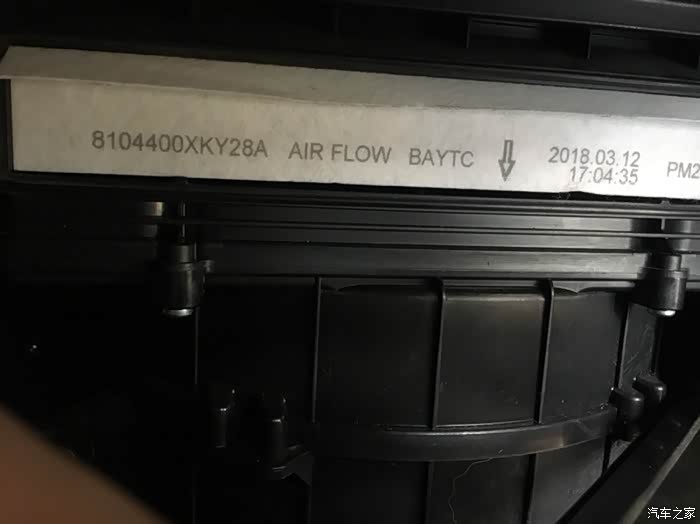 8104400XKY28A AIR FLOW BAYTC 2018.03.12
17:04:35 PM2
汽车之家